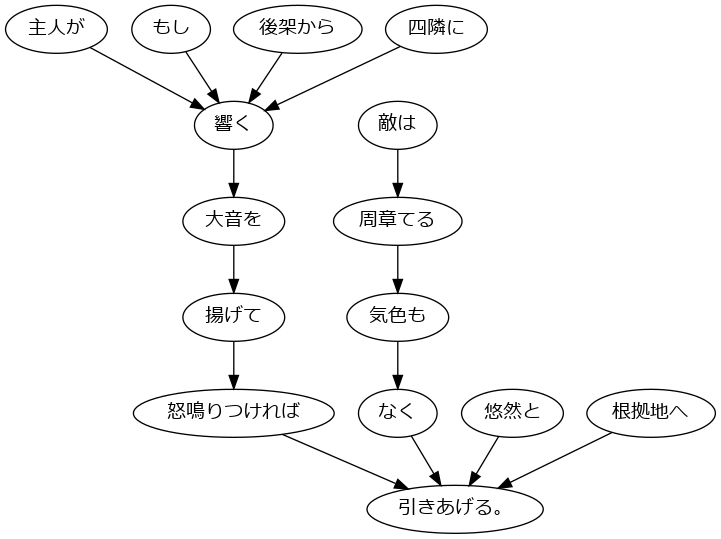 主人が もし 後架から 四隣に
響く 敵は
大音を 周章てる
揚げて 気色も
怒鳴りつければ なく 悠然と 根拠地へ
引きあげる。